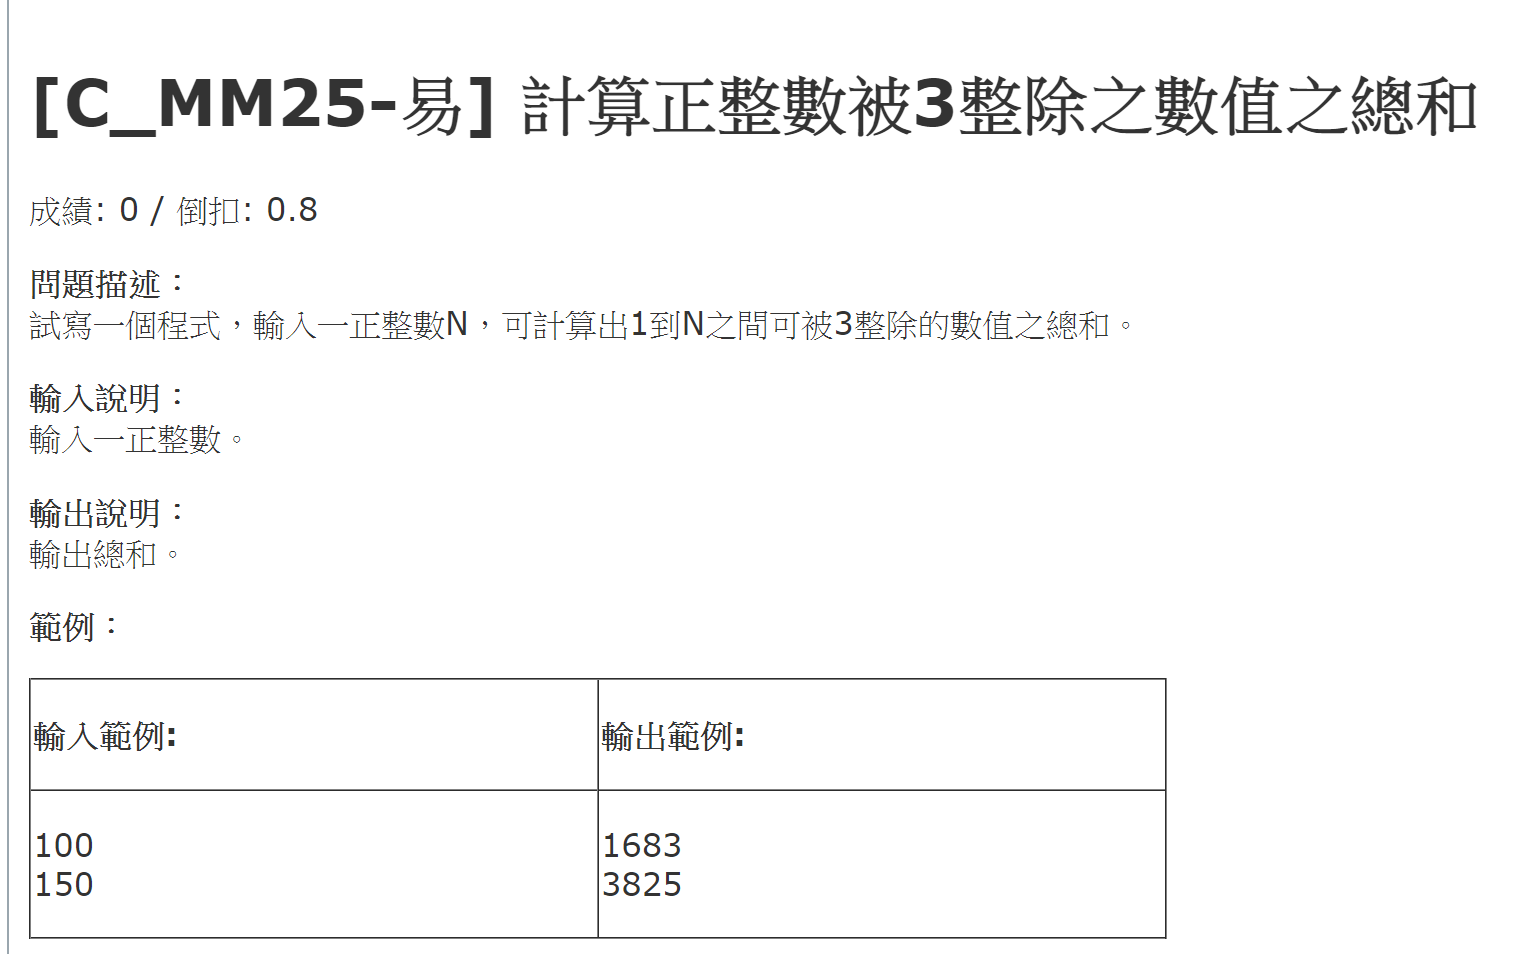 [C_MM25-易] 計算正整數被3整除之數值之總和
成績: 0 / 倒扣: 0.8
問題描述：
試寫一個程式，輸入一正整數N，可計算出1到N之間可被3整除的數值之總和。
輸入說明：
輸入一正整數。
輸出說明：
輸出總和。
範例：
輸入範例: 輸出範例:
100 1683
150 3825